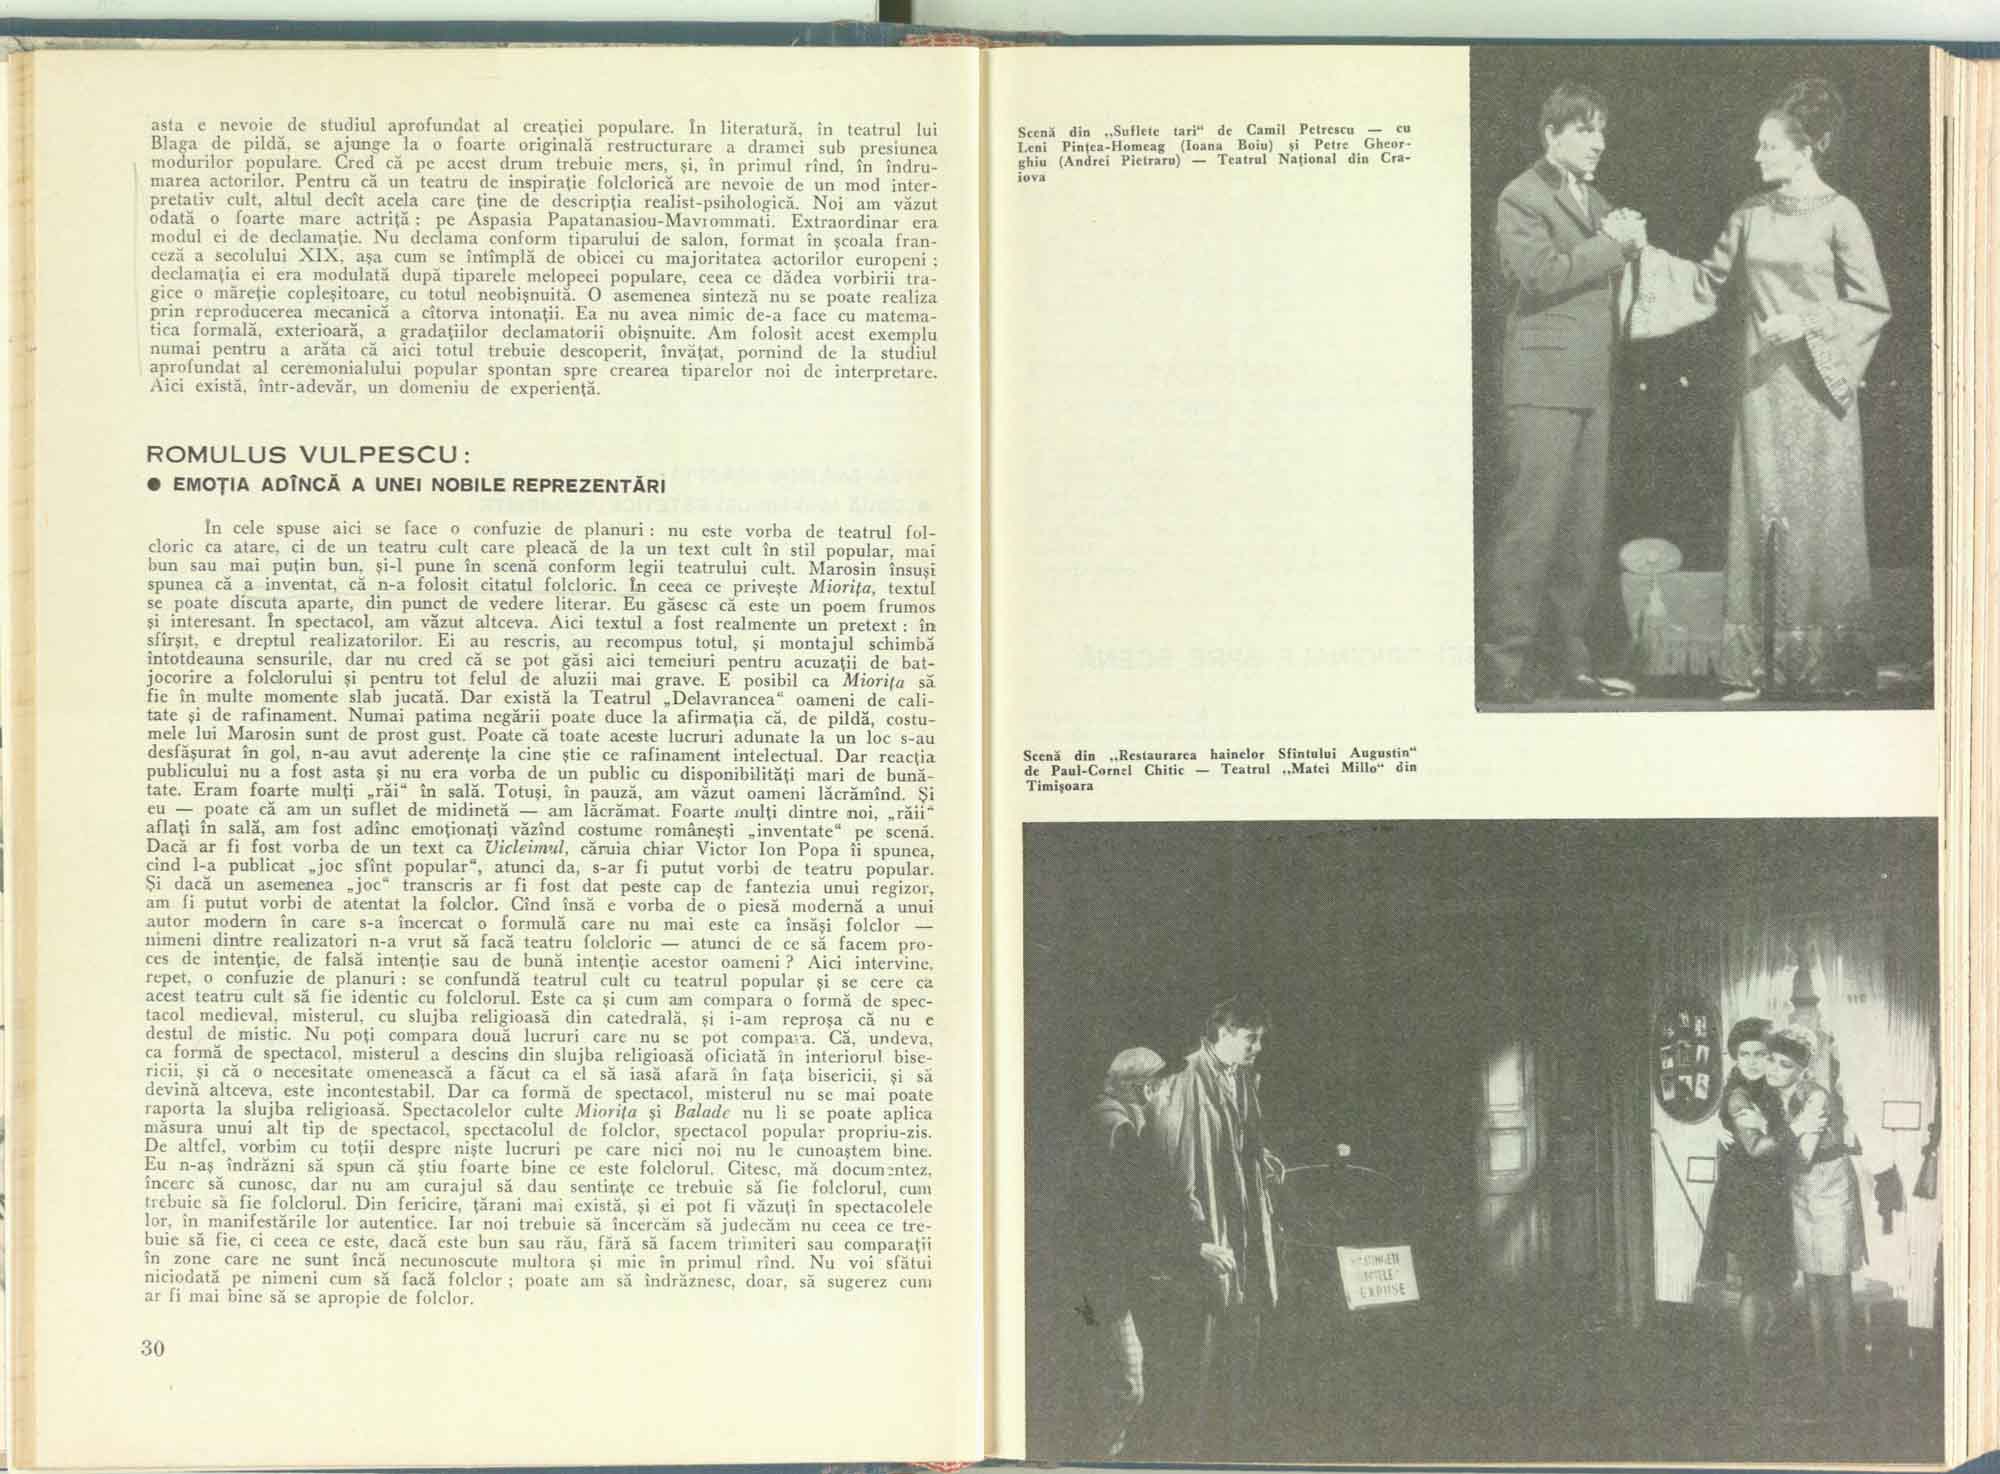 asta e nevoie de studiul aprofundat al creației populare. În literatură, în teatrul lui
Blaga de pildă, se ajunge la o foarte originală restructurare a dramei sub presiunea
modurilor populare. Cred că pe acest drum trebuie mers, și, în primul rînd, în îndru-
marea actorilor. Pentru că un teatru de inspirație folclorică are nevoie de un mod inter-
pretativ cult, altul decît acela care ține de descripția realist-psihologică. Noi am văzut
odată o foarte mare actriță : pe Aspasia Papatanasiou-Mavrommati. Extraordinar era
modul ei de declamație. Nu declama conform tiparului de salon, format în școala fran-
ceză a secolului XIX, așa cum se întîmplă de obicei cu majoritatea actorilor europeni ;
declamația ei era modulată după tiparele melopeei populare, ceea ce dădea vorbirii tra-
gice o măreție copleșitoare, cu totul neobișnuită. O asemenea sinteză nu se poate realiza
prin reproducerea mecanică a cîtorva intonații. Ea nu avea nimic de-a face cu matema-
tica formală, exterioară, a gradațiilor declamatorii obișnuite. Am folosit acest exemplu
numai pentru a arăta că aici totul trebuie descoperit, învățat, pornind de la studiul
aprofundat al ceremonialului popular spontan spre crearea tiparelor noi de interpretare.
Aici există, într-adevăr, un domeniu de experiență.
ROMULUS VULPESCU :
● EMOȚIA ADÎNCĂ A UNEI NOBILE REPREZENTĂRI
În cele spuse aici se face o confuzie de planuri : nu este vorba de teatrul fol-
cloric ca atare, ci de un teatru cult care pleacă de la un text cult în stil popular, mai
bun sau mai puțin bun, și-l pune în scenă conform legii teatrului cult. Marosin însuși
spunea că a inventat, că n-a folosit citatul folcloric. În ceea ce privește Miorița, textul
se poate discuta aparte, din punct de vedere literar. Eu găsesc că este un poem frumos
și interesant. În spectacol, am văzut altceva. Aici textul a fost realmente un pretext : în
sfîrșit, e dreptul realizatorilor. Ei au rescris, au recompus totul, și montajul schimbă
întotdeauna sensurile, dar nu cred că se pot găsi aici temeiuri pentru acuzații de bat-
jocorire a folclorului și pentru tot felul de aluzii mai grave. E posibil ca Miorița să
fie în multe momente slab jucată. Dar există la Teatrul „Delavrancea“ oameni de cali-
tate și de rafinament. Numai patima negării poate duce la afirmația că, de pildă, costu-
mele lui Marosin sunt de prost gust. Poate că toate aceste lucruri adunate la un loc s-au
desfășurat în gol, n-au avut aderențe la cine știe ce rafinament intelectual. Dar reacția
publicului nu a fost asta și nu era vorba de un public cu disponibilități mari de bună-
tate. Eram foarte mulți „răi“ în sală. Totuși, în pauză, am văzut oameni lăcrămînd. Și
eu — poate că am un suflet de midinetă — am lăcrămat. Foarte mulți dintre noi, „răii“
aflați în sală, am fost adînc emoționați văzînd costume românești „inventate“ pe scenă.
Dacă ar fi fost vorba de un text ca Vicleimul, căruia chiar Victor Ion Popa îi spunea,
cînd l-a publicat „joc sfînt popular“, atunci da, s-ar fi putut vorbi de teatru popular.
Și dacă un asemenea „joc“ transcris ar fi fost dat peste cap de fantezia unui regizor,
am fi putut vorbi de atentat la folclor. Cînd însă e vorba de o piesă modernă a unui
autor modern în care s-a încercat o formulă care nu mai este ea însăși folclor —
nimeni dintre realizatori n-a vrut să facă teatru folcloric — atunci de ce să facem pro-
ces de intenție, de falsă intenție sau de bună intenție acestor oameni ? Aici intervine,
repet, o confuzie de planuri : se confundă teatrul cult cu teatrul popular și se cere ca
acest teatru cult să fie identic cu folclorul. Este ca și cum am compara o formă de spec-
tacol medieval, misterul, cu slujba religioasă din catedrală, și i-am reproșa că nu e
destul de mistic. Nu poți compara două lucruri care nu se pot compara. Că, undeva,
ca formă de spectacol, misterul a descins din slujba religioasă oficiată în interiorul bise-
ricii, și că o necesitate omenească a făcut ca el să iasă afară în fața bisericii, și să
devină altceva, este incontestabil. Dar ca formă de spectacol, misterul nu se mai poate
raporta la slujba religioasă. Spectacolelor culte Miorița și Balade nu li se poate aplica
măsura unui alt tip de spectacol, spectacolul de folclor, spectacol popular propriu-zis.
De altfel, vorbim cu toții despre niște lucruri pe care nici noi nu le cunoaștem bine.
Eu n-aș îndrăzni să spun că știu foarte bine ce este folclorul. Citesc, mă documentez,
încerc să cunosc, dar nu am curajul să dau sentințe ce trebuie să fie folclorul, cum
trebuie să fie folclorul. Din fericire, țărani mai există, și ei pot fi văzuți în spectacolele
lor, în manifestările lor autentice. Iar noi trebuie să încercăm să judecăm nu ceea ce tre-
buie să fie, ci ceea ce este, dacă este bun sau rău, fără să facem trimiteri sau comparații
în zone care ne sunt încă necunoscute multora și mie în primul rînd. Nu voi sfătui
niciodată pe nimeni cum să facă folclor ; poate am să îndrăznesc, doar, să sugerez cum
ar fi mai bine să se apropie de folclor.
30
Scenă din „Suflete tari“ de Camil Petrescu — cu
Leni Pințea-Homeag (Ioana Boiu) și Petre Gheor-
ghiu (Andrei Pietraru) — Teatrul Național din Cra-
iova
Scenă din „Restaurarea hainelor Sfîntului Augustin“
de Paul-Cornel Chitic — Teatrul „Matei Millo“ din
Timișoara
EXPUSE